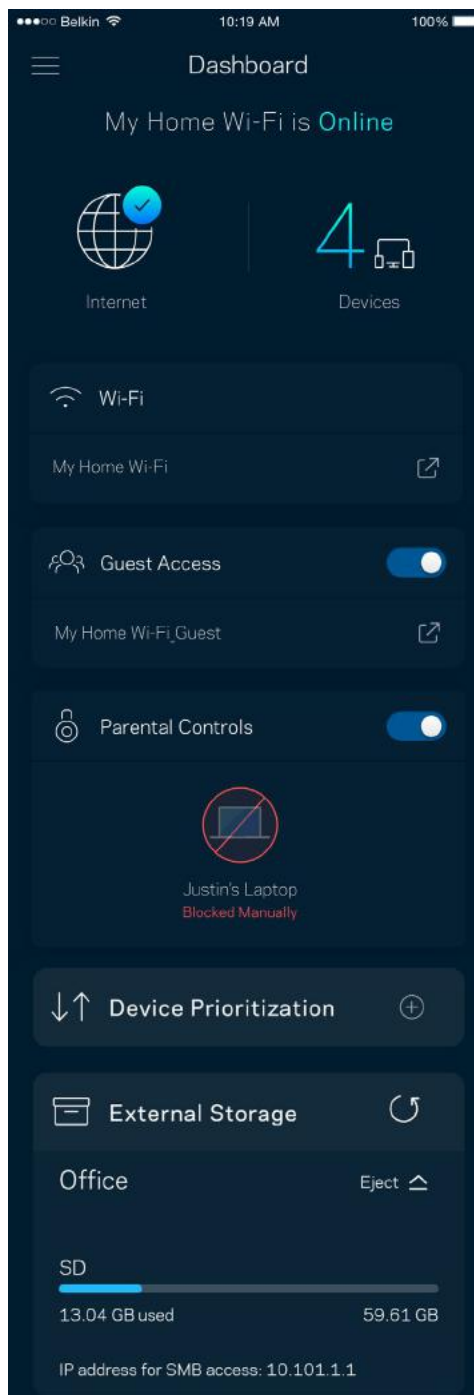 Belkin 10:19 AM 100%
Dashboard
My Home Wi-Fi is Online
4
Internet Devices
Wi-Fi
My Home Wi-Fi
Guest Access
My Home Wi-Fi_Guest
Parental Controls
Justin's Laptop
Blocked Manually
Device Prioritization
External Storage
Office Eject
SD
13.04 GB used 59.61 GB
IP address for SMB access: 10.101.1.1